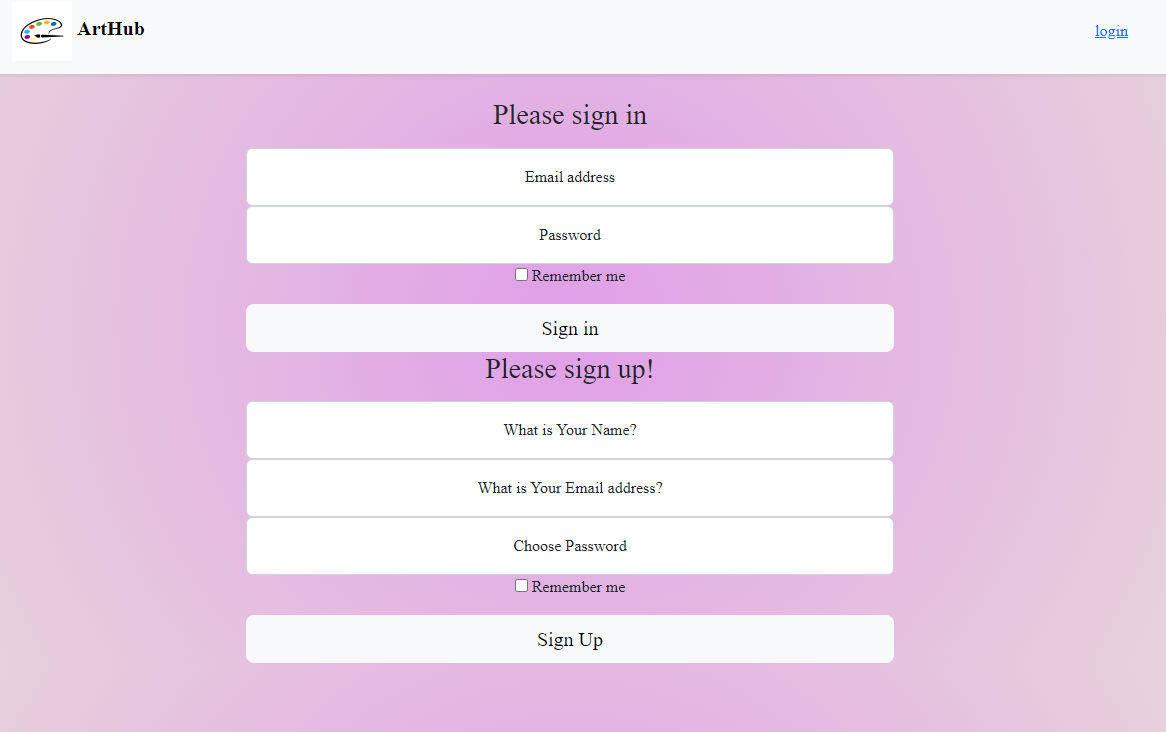 ArtHub
login
Please sign in
Email address
Password
Remember me
Sign in
Please sign up!
What is Your Name?
What is Your Email address?
Choose Password
Remember me
Sign Up